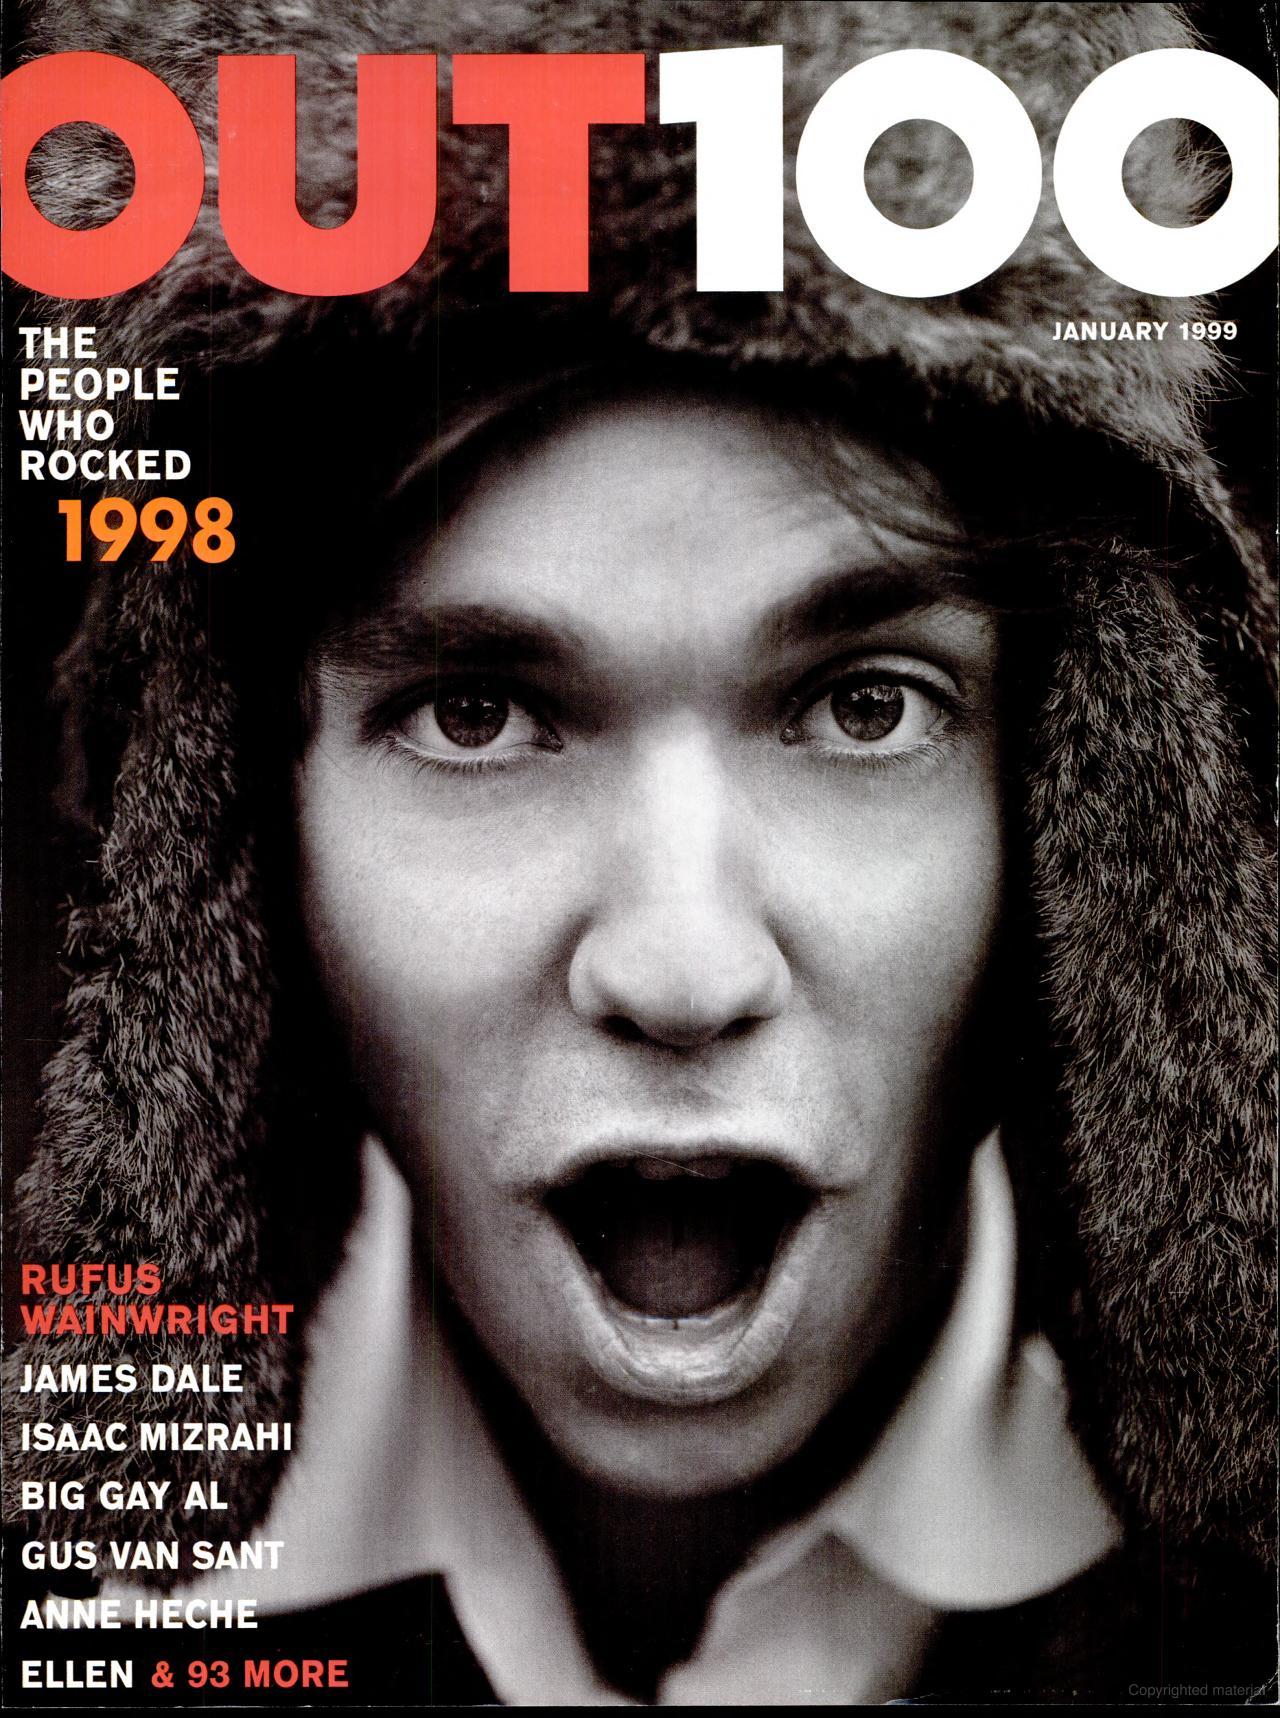 OUT100
JANUARY 1999
THE
PEOPLE
WHO
ROCKED
1998
RUFUS
WAINWRIGHT
JAMES DALE
ISAAC MIZRAHI
BIG GAY AL
GUS VAN SANT
ANNE HECHE
ELLEN & 93 MORE
Copyrighted material